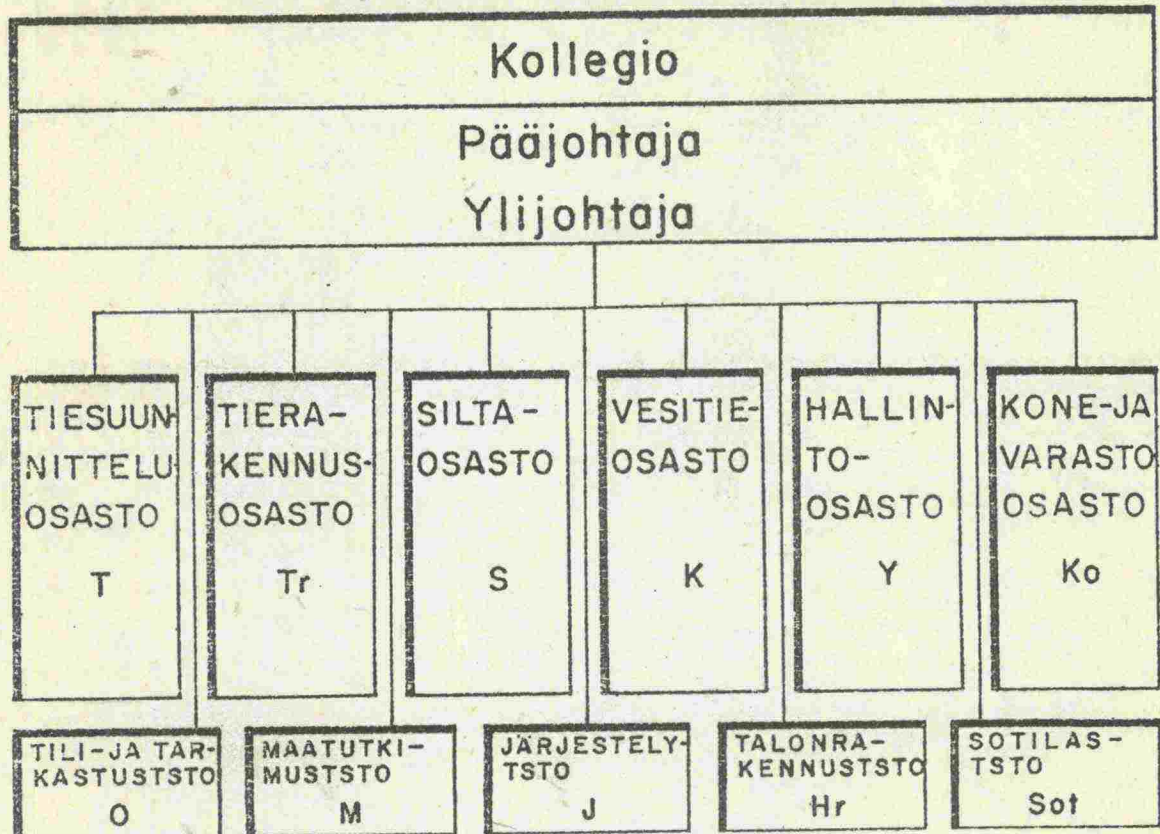 Kollegio
Pääjohtaja
Ylijohtaja
TIESUUN-
NITTELU
OSASTO
T
TIERA-
KENNUS-
OSASTO
Tr
SILTA-
OSASTO
S
VESITIE-
OSASTO
K
HALLIN-
TO-
OSASTO
Y
KONE-JA
VARASTO
OSASTO
Ko
TILI-JA TAR-
KASTUSTSTO
O
MAATUTKI-
MUSTSTO
M
JÄRJESTELY-
TSTO
J
TALONRA-
KENNUSTSTO
Hr
SOTILAS-
TSTO
Sot